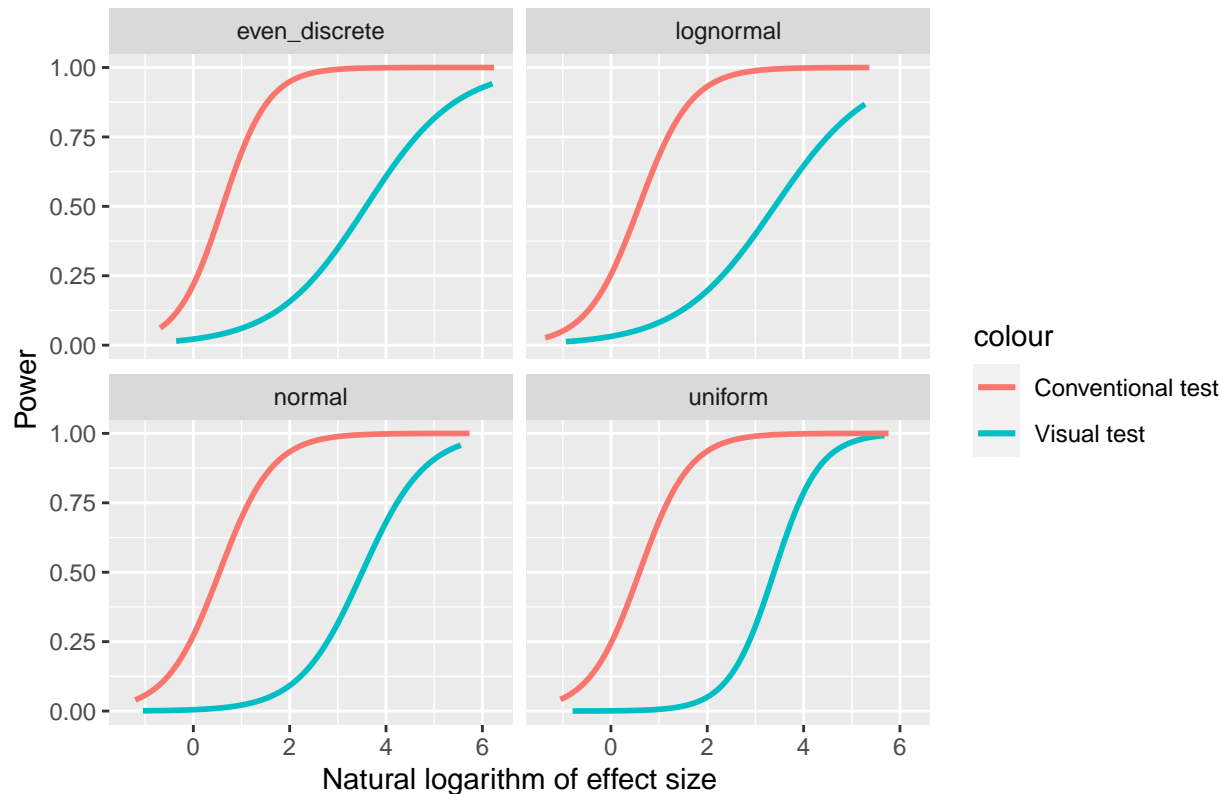 even_discrete
lognormal
1.00
0.75
0.50
0.25
0.00
normal
uniform
1.00
0.75
0.50
0.25
0.00
0 2 4 6
0 2 4 6
Power
Natural logarithm of effect size
colour
Conventional test
Visual test